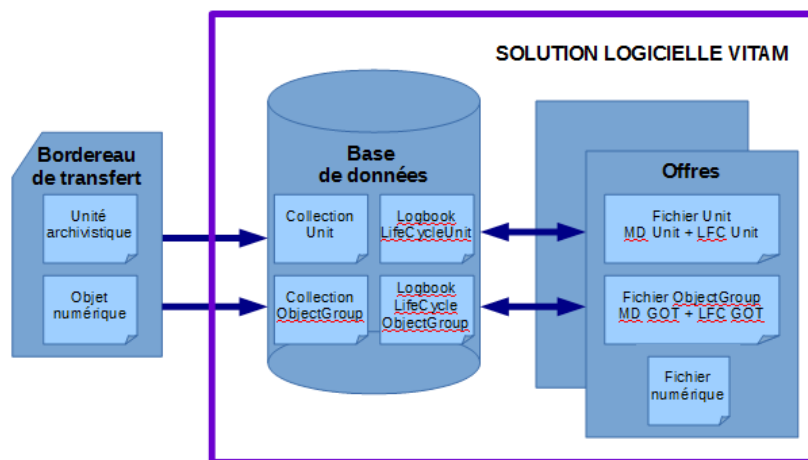 SOLUTION LOGICIELLE VITAM
Bordereau
de transfert
Unité
archivistique
Objet
numérique
Base
de données
Collection
Unit
Logbook
LifeCycleUnit
Collection
ObjectGroup
Logbook
LifeCycle
ObjectGroup
Offres
Fichier Unit
MD Unit + LFC Unit
Fichier ObjectGroup
MD GOT + LFC GOT
Fichier
numérique